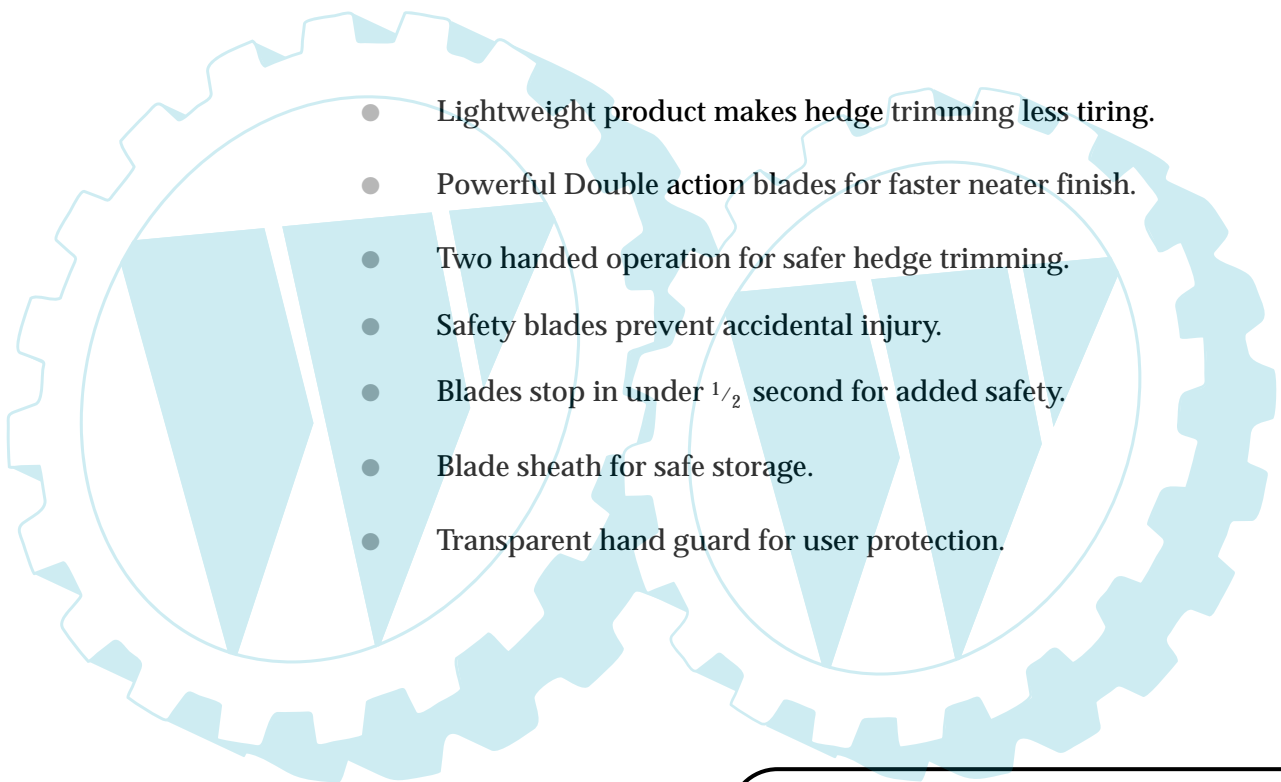 ● Lightweight product makes hedge trimming less tiring.
● Powerful Double action blades for faster neater finish.
● Two handed operation for safer hedge trimming.
● Safety blades prevent accidental injury.
● Blades stop in under 1/2 second for added safety.
● Blade sheath for safe storage.
● Transparent hand guard for user protection.